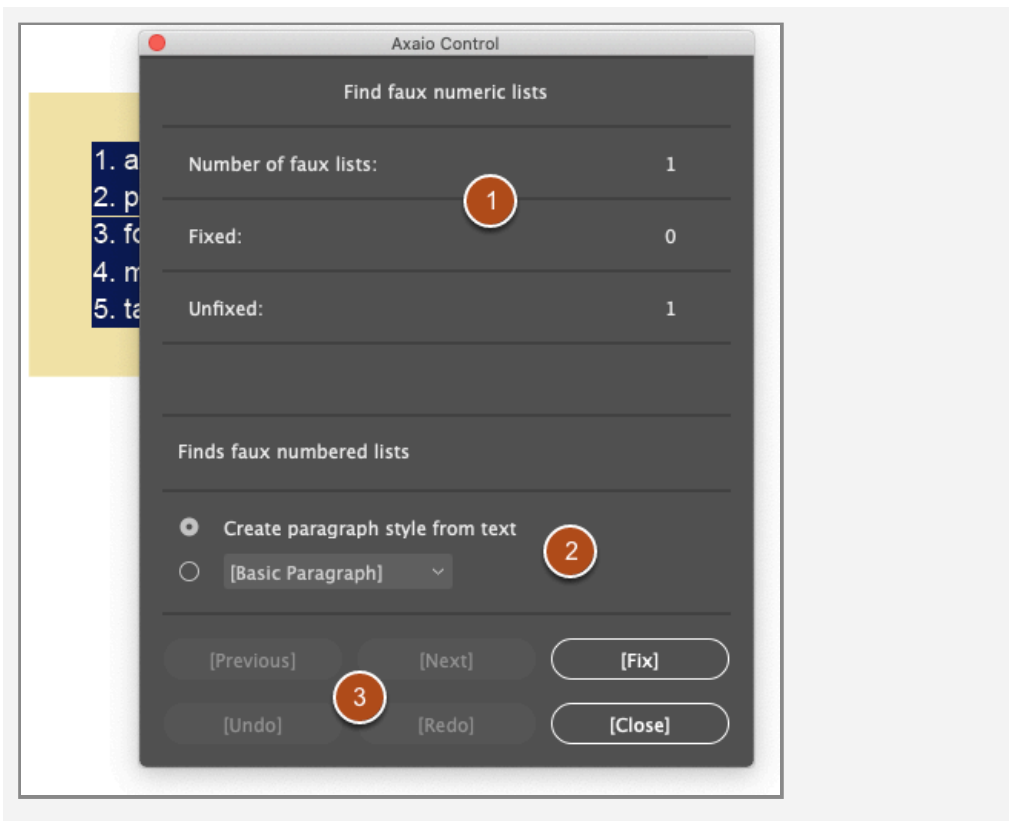 Axaio Control
Find faux numeric lists
1. a
2. p
3. fo
4. m
5. ta
Number of faux lists: 1
1
Fixed: 0
Unfixed: 1
Finds faux numbered lists
Create paragraph style from text
2
[Basic Paragraph]
[Previous] [Next] [Fix]
3
[Undo] [Redo] [Close]